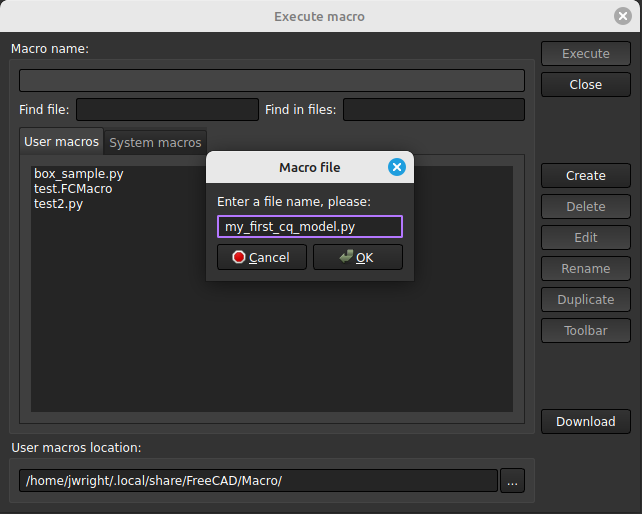 Execute macro
Macro name:
Execute
Close
Find file:
Find in files:
User macros
System macros
box_sample.py
test.FCMacro
test2.py
Macro file
Enter a file name, please:
my_first_cq_model.py
Cancel
OK
Create
Delete
Edit
Rename
Duplicate
Toolbar
Download
User macros location:
/home/jwright/.local/share/FreeCAD/Macro/
...